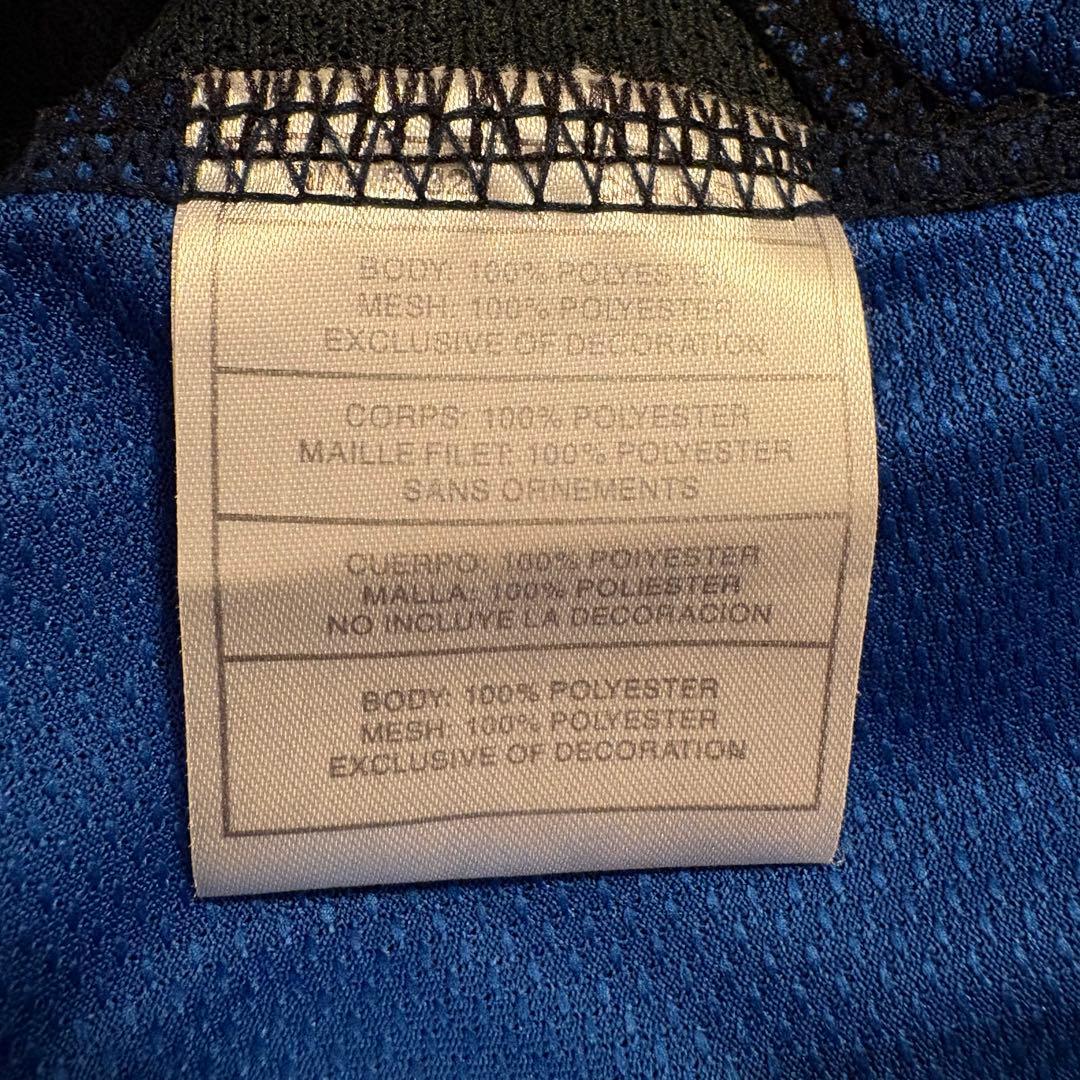 BODY: 100% POLYESTER
MESH: 100% POLYESTER
EXCLUSIVE OF DECORATION
CORPS: 100% POLYESTER
MAILLE FILET: 100% POLYESTER
SANS ORNEMENTS
CUERPO: 100% POLYESTER
MALLA: 100% POLIESTER
NO INCLUYE LA DECORACION
BODY: 100% POLYESTER
MESH: 100% POLYESTER
EXCLUSIVE OF DECORATION